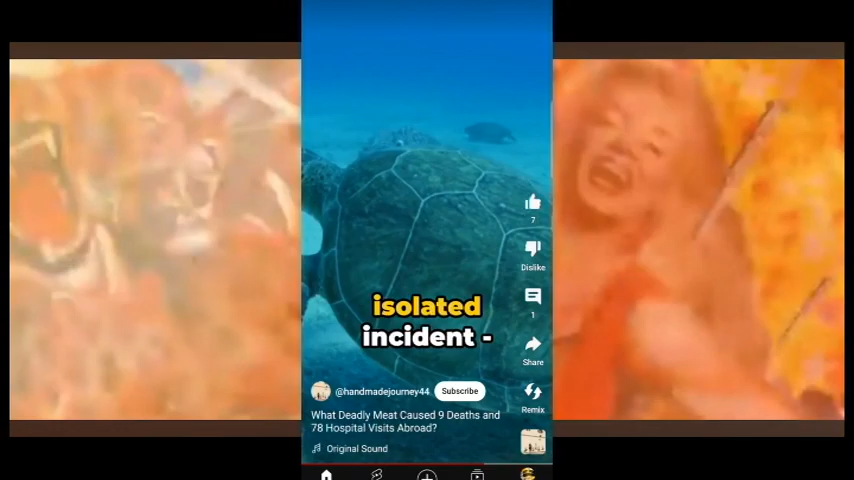 isolated
incident -
7
Dislike
1
Share
@handmadejourney44 Subscribe
Remix
What Deadly Meat Caused 9 Deaths and
78 Hospital Visits Abroad?
Original Sound